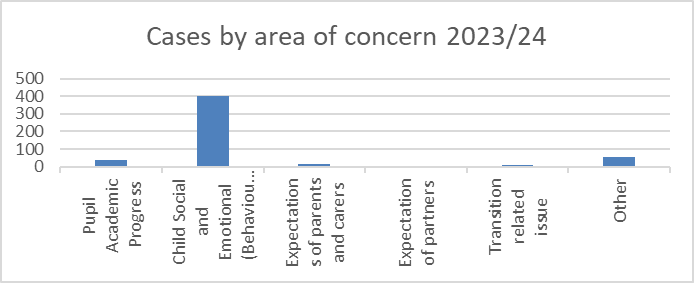 Cases by area of concern 2023/24
500
400
300
200
100
0
Pupil
Academic
Progress
Child Social
and
Emotional
(Behaviou...
Expectation
s of parents
and carers
Expectation
of partners
Transition
related
issue
Other